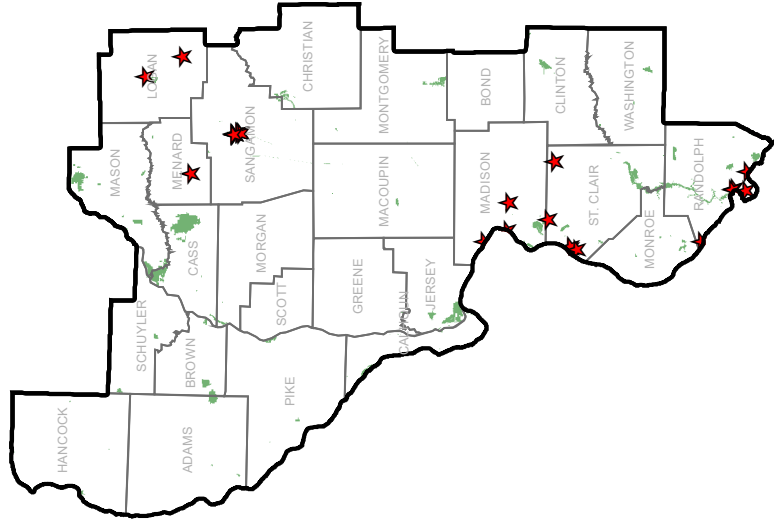 CHRISTIAN
LOGAN
MONTGOMERY
BOND
CLINTON
WASHINGTON
SANGAMON
MASON
MENARD
MACOUPIN
MADISON
ST. CLAIR
RANDOLPH
MONROE
CASS
MORGAN
GREENE
JERSEY
SCOTT
CALHOUN
SCHUYLER
BROWN
PIKE
HANCOCK
ADAMS